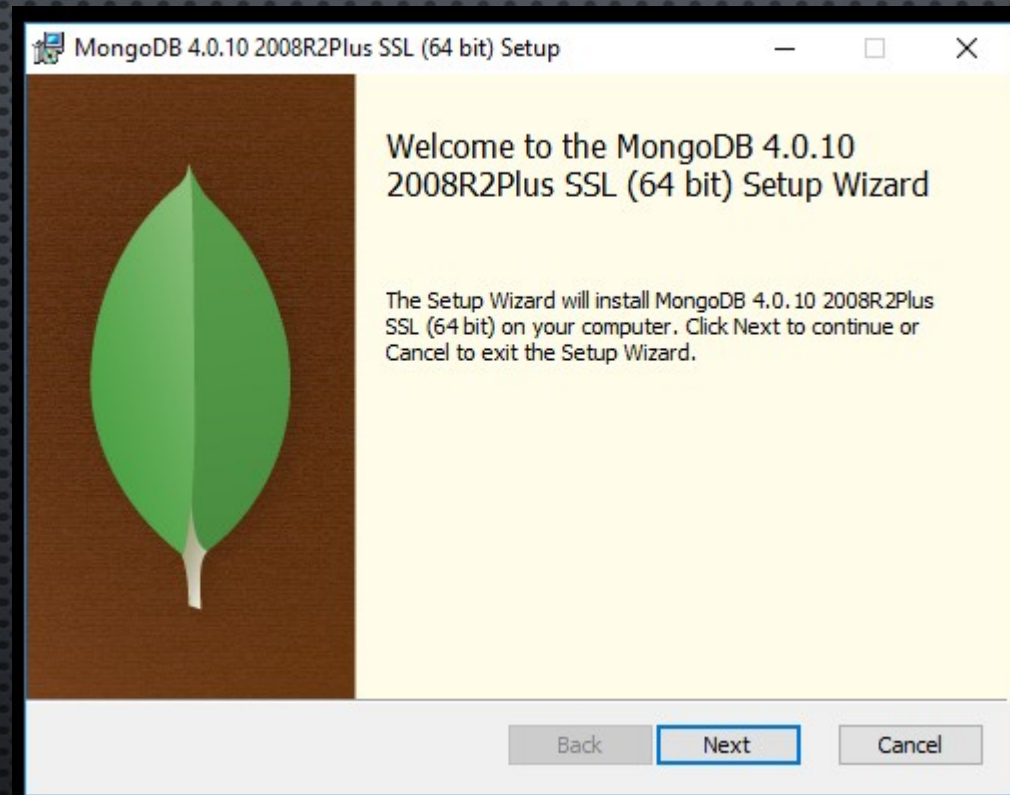 MongoDB 4.0.10 2008R2Plus SSL (64 bit) Setup
Welcome to the MongoDB 4.0.10
2008R2Plus SSL (64 bit) Setup Wizard
The Setup Wizard will install MongoDB 4.0.10 2008R2Plus
SSL (64 bit) on your computer. Click Next to continue or
Cancel to exit the Setup Wizard.
Back Next Cancel